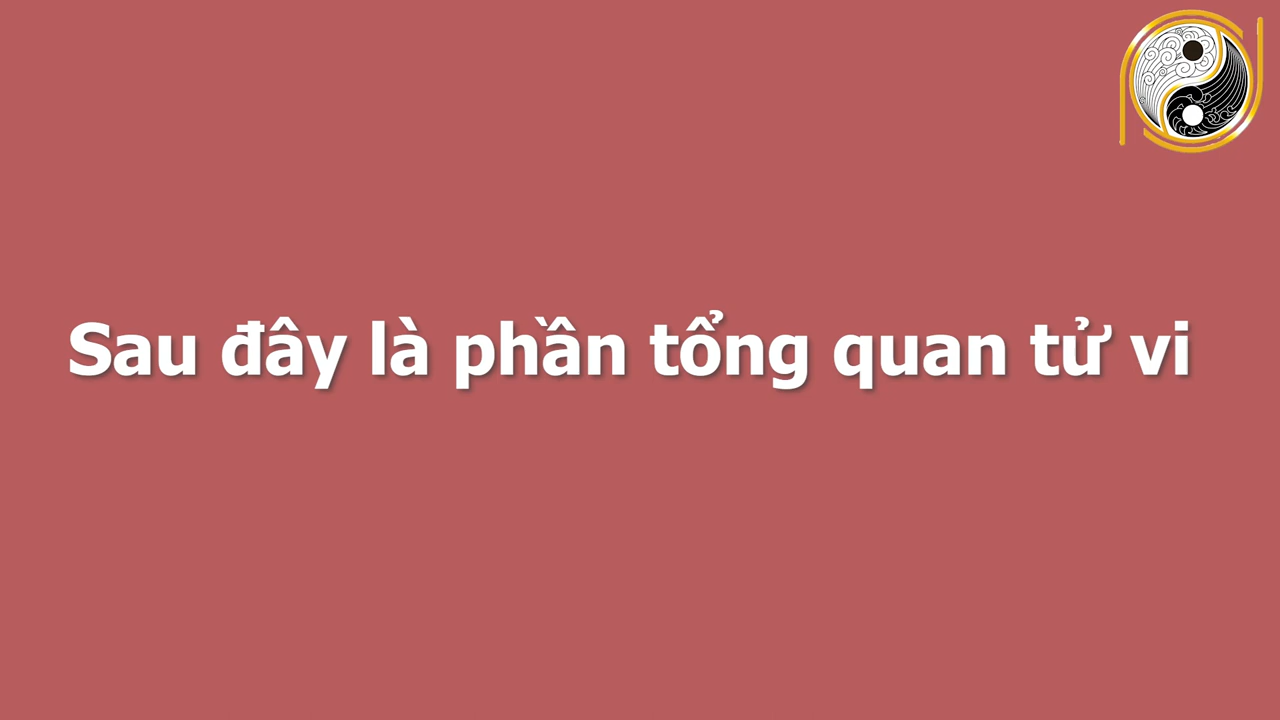 Sau đây là phần tổng quan tử vi